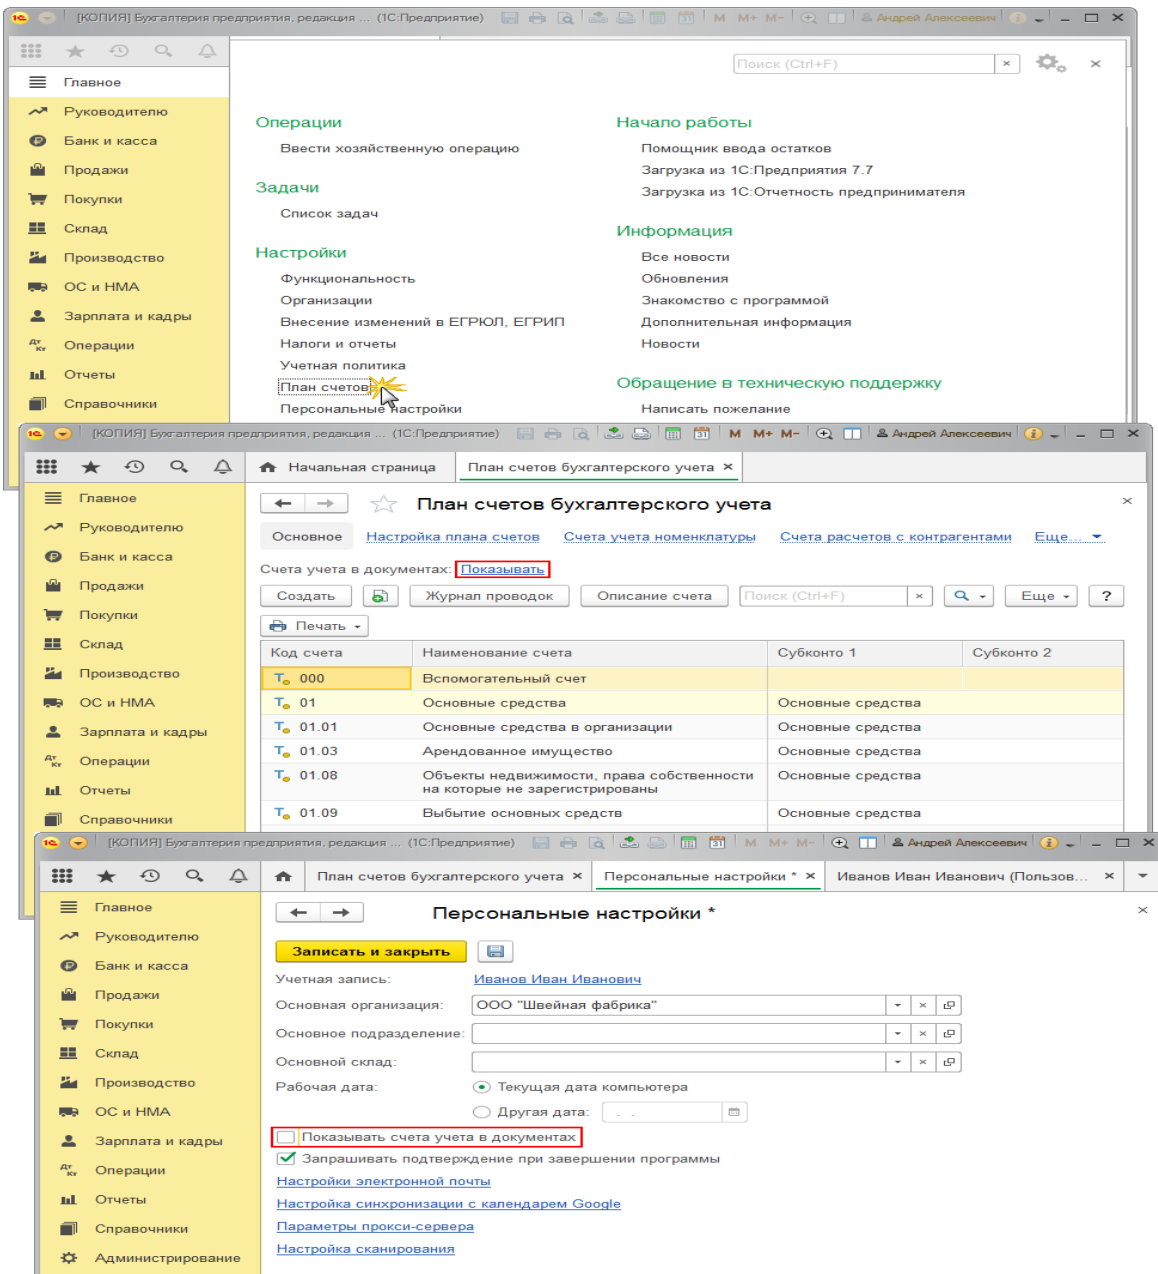 [КОПИЯ] Бухгалтерия предприятия, редакция ... (1С:Предприятие)
M M+ M-
Андрей Алексеевич
Поиск (Ctrl+F)
Главное
Руководителю
Банк и касса
Продажи
Покупки
Склад
Производство
ОС и НМА
Зарплата и кадры
Операции
Отчеты
Справочники
Операции
Ввести хозяйственную операцию
Задачи
Список задач
Настройки
Функциональность
Организации
Внесение изменений в ЕГРЮЛ, ЕГРИП
Налоги и отчеты
Учетная политика
План счетов
Персональные настройки
Начало работы
Помощник ввода остатков
Загрузка из 1С:Предприятия 7.7
Загрузка из 1С:Отчетность предпринимателя
Информация
Все новости
Обновления
Знакомство с программой
Дополнительная информация
Новости
Обращение в техническую поддержку
Написать пожелание
[КОПИЯ] Бухгалтерия предприятия, редакция ... (1С:Предприятие)
31
M M+ M-
Андрей Алексеевич
Начальная страница
План счетов бухгалтерского учета ×
Главное
Руководителю
Банк и касса
Продажи
Покупки
Склад
Производство
ОС и НМА
Зарплата и кадры
Операции
Отчеты
Справочники
План счетов бухгалтерского учета
Основное Настройка плана счетов Счета учета номенклатуры Счета расчетов с контрагентами Еще...
Счета учета в документах: Показывать
Создать Журнал проводок Описание счета Поиск (Ctrl+F) × Еще ?
Печать
Код счета Наименование счета Субконто 1 Субконто 2
000 Вспомогательный счет
01 Основные средства Основные средства
01.01 Основные средства в организации Основные средства
01.03 Арендованное имущество Основные средства
01.08 Объекты недвижимости, права собственности на которые не зарегистрированы Основные средства
01.09 Выбытие основных средств Основные средства
[КОПИЯ] Бухгалтерия предприятия, редакция ... (1С:Предприятие)
31
M M+ M-
Андрей Алексеевич
План счетов бухгалтерского учета ×
Персональные настройки * ×
Иванов Иван Иванович (Пользов... ×
Главное
Руководителю
Банк и касса
Продажи
Покупки
Склад
Производство
ОС и НМА
Зарплата и кадры
Операции
Отчеты
Справочники
Администрирование
Персональные настройки *
Записать и закрыть
Учетная запись: Иванов Иван Иванович
Основная организация: ООО "Швейная фабрика"
Основное подразделение:
Основной склад:
Рабочая дата: Текущая дата компьютера
Другая дата: . .
Показывать счета учета в документах
Запрашивать подтверждение при завершении программы
Настройки электронной почты
Настройка синхронизации с календарем Google
Параметры прокси-сервера
Настройка сканирования